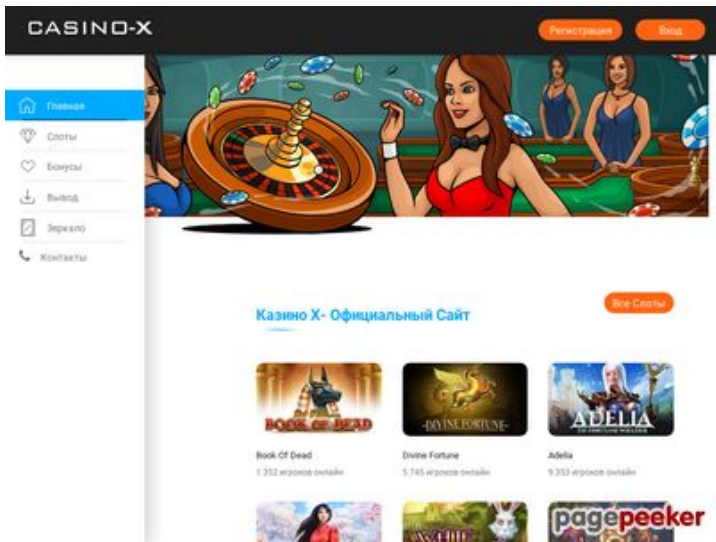 CASINO-X
Регистрация
Вход
Главная
Слоты
Бонусы
Вывод
Зеркало
Контакты
Казино X- Официальный Сайт
Все Слоты
BOOK OF DEAD
-DIVINE FORTUNE-
ADELIA
Book Of Dead
Divine Fortune
Adelia
1 352 игроков онлайн
5 745 игроков онлайн
9 353 игроков онлайн
pagepeeker